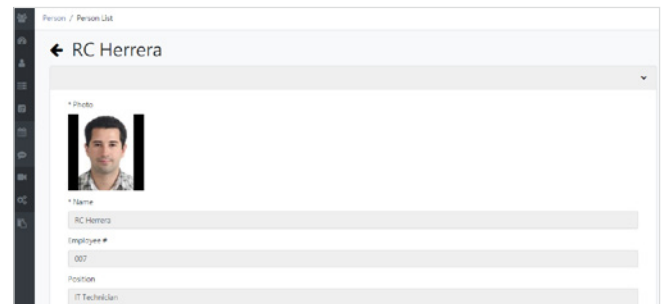 Person / Person List
RC Herrera
* Photo
* Name
RC Herrera
Employee #
007
Position
IT Technician